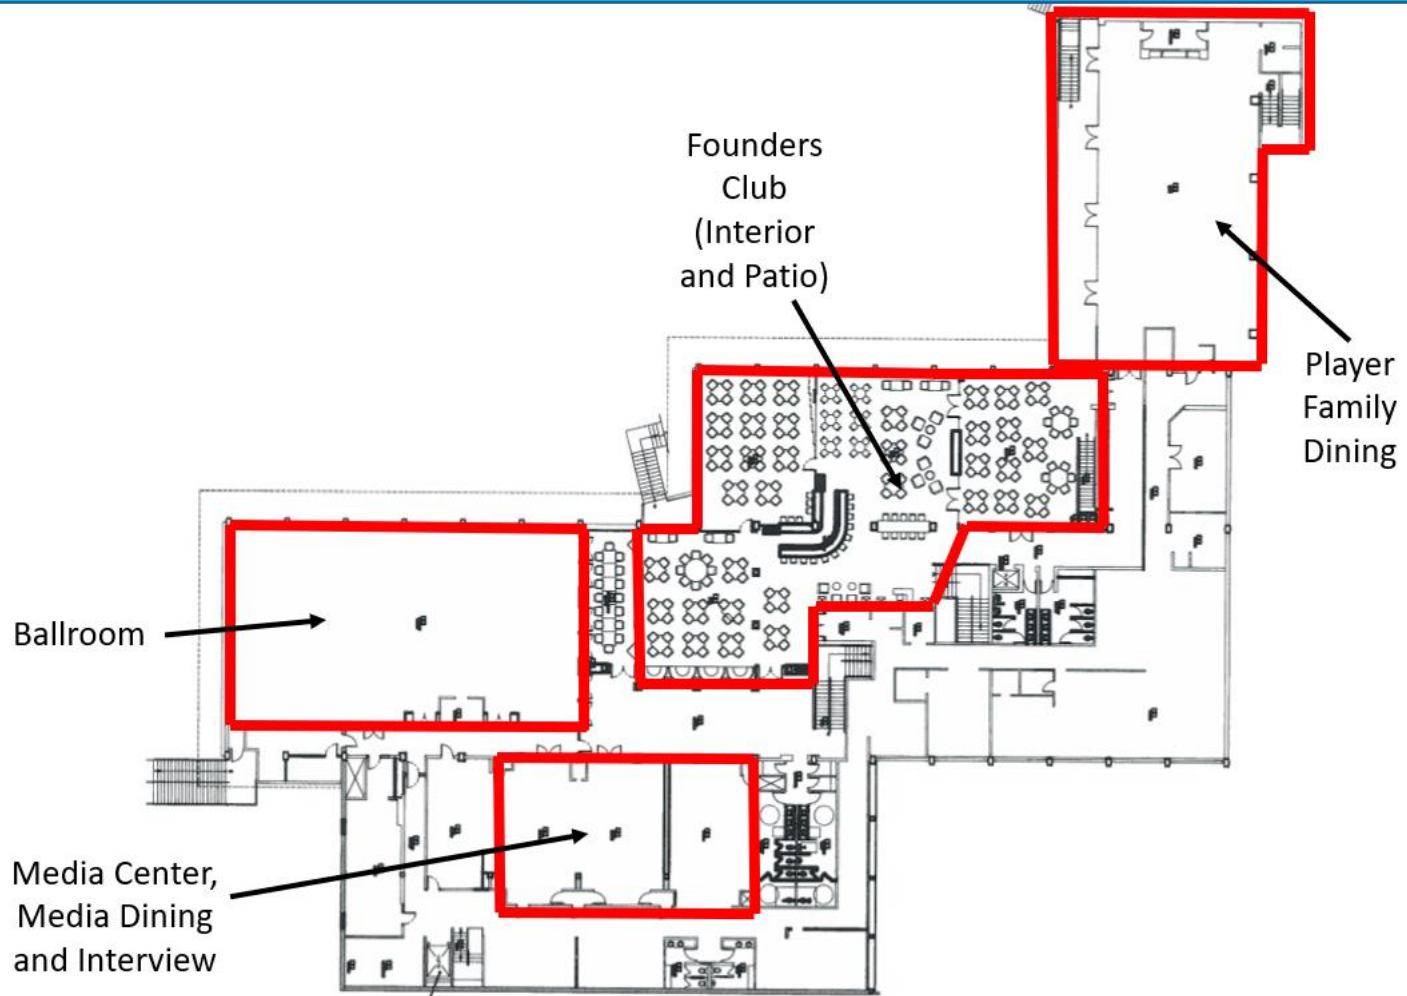 Founders
Club
(Interior
and Patio)
Player
Family
Dining
Ballroom
Media Center,
Media Dining
and Interview